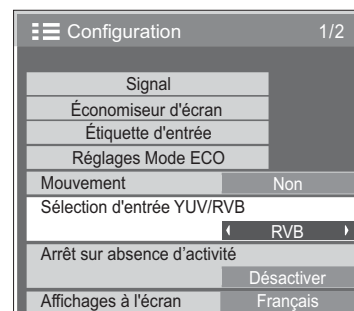 Configuration 1/2
Signal
Économiseur d'écran
Étiquette d'entrée
Réglages Mode ECO
Mouvement Non
Sélection d'entrée YUV/RVB
RVB
Arrêt sur absence d’activité
Désactiver
Affichages à l'écran Français